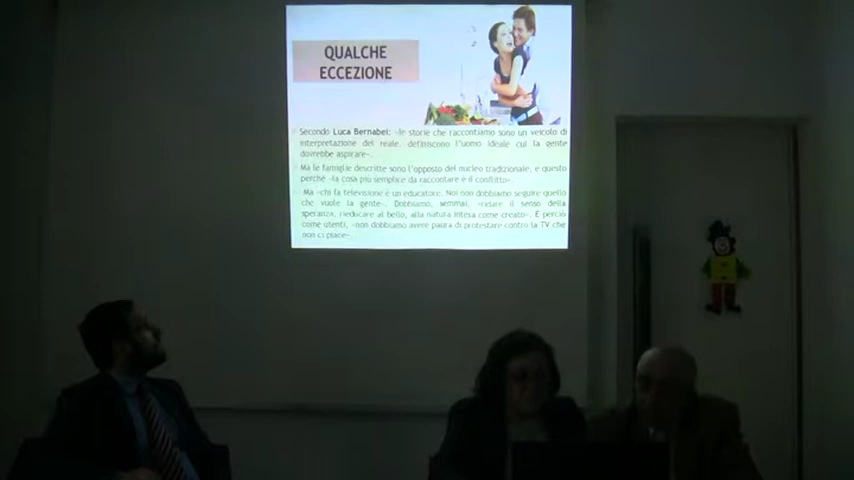 QUALCHE
ECCEZIONE
Secondo Luca Bernabei: «le storie che raccontiamo sono un veicolo di
interpretazione del reale, definiscono l'uomo ideale cui la gente
dovrebbe aspirare».
Ma le famiglie descritte sono l'opposto del nucleo tradizionale, e questo
perché «la cosa più semplice da raccontare è il conflitto»
Ma «chi fa televisione è un educatore. Noi non dobbiamo seguire quello
che vuole la gente». Dobbiamo, semmai, «ridare il senso della
speranza, rieducare al bello, alla natura intesa come creato». E perciò
come utenti, «non dobbiamo avere paura di protestare contro la TV che
non ci piace».